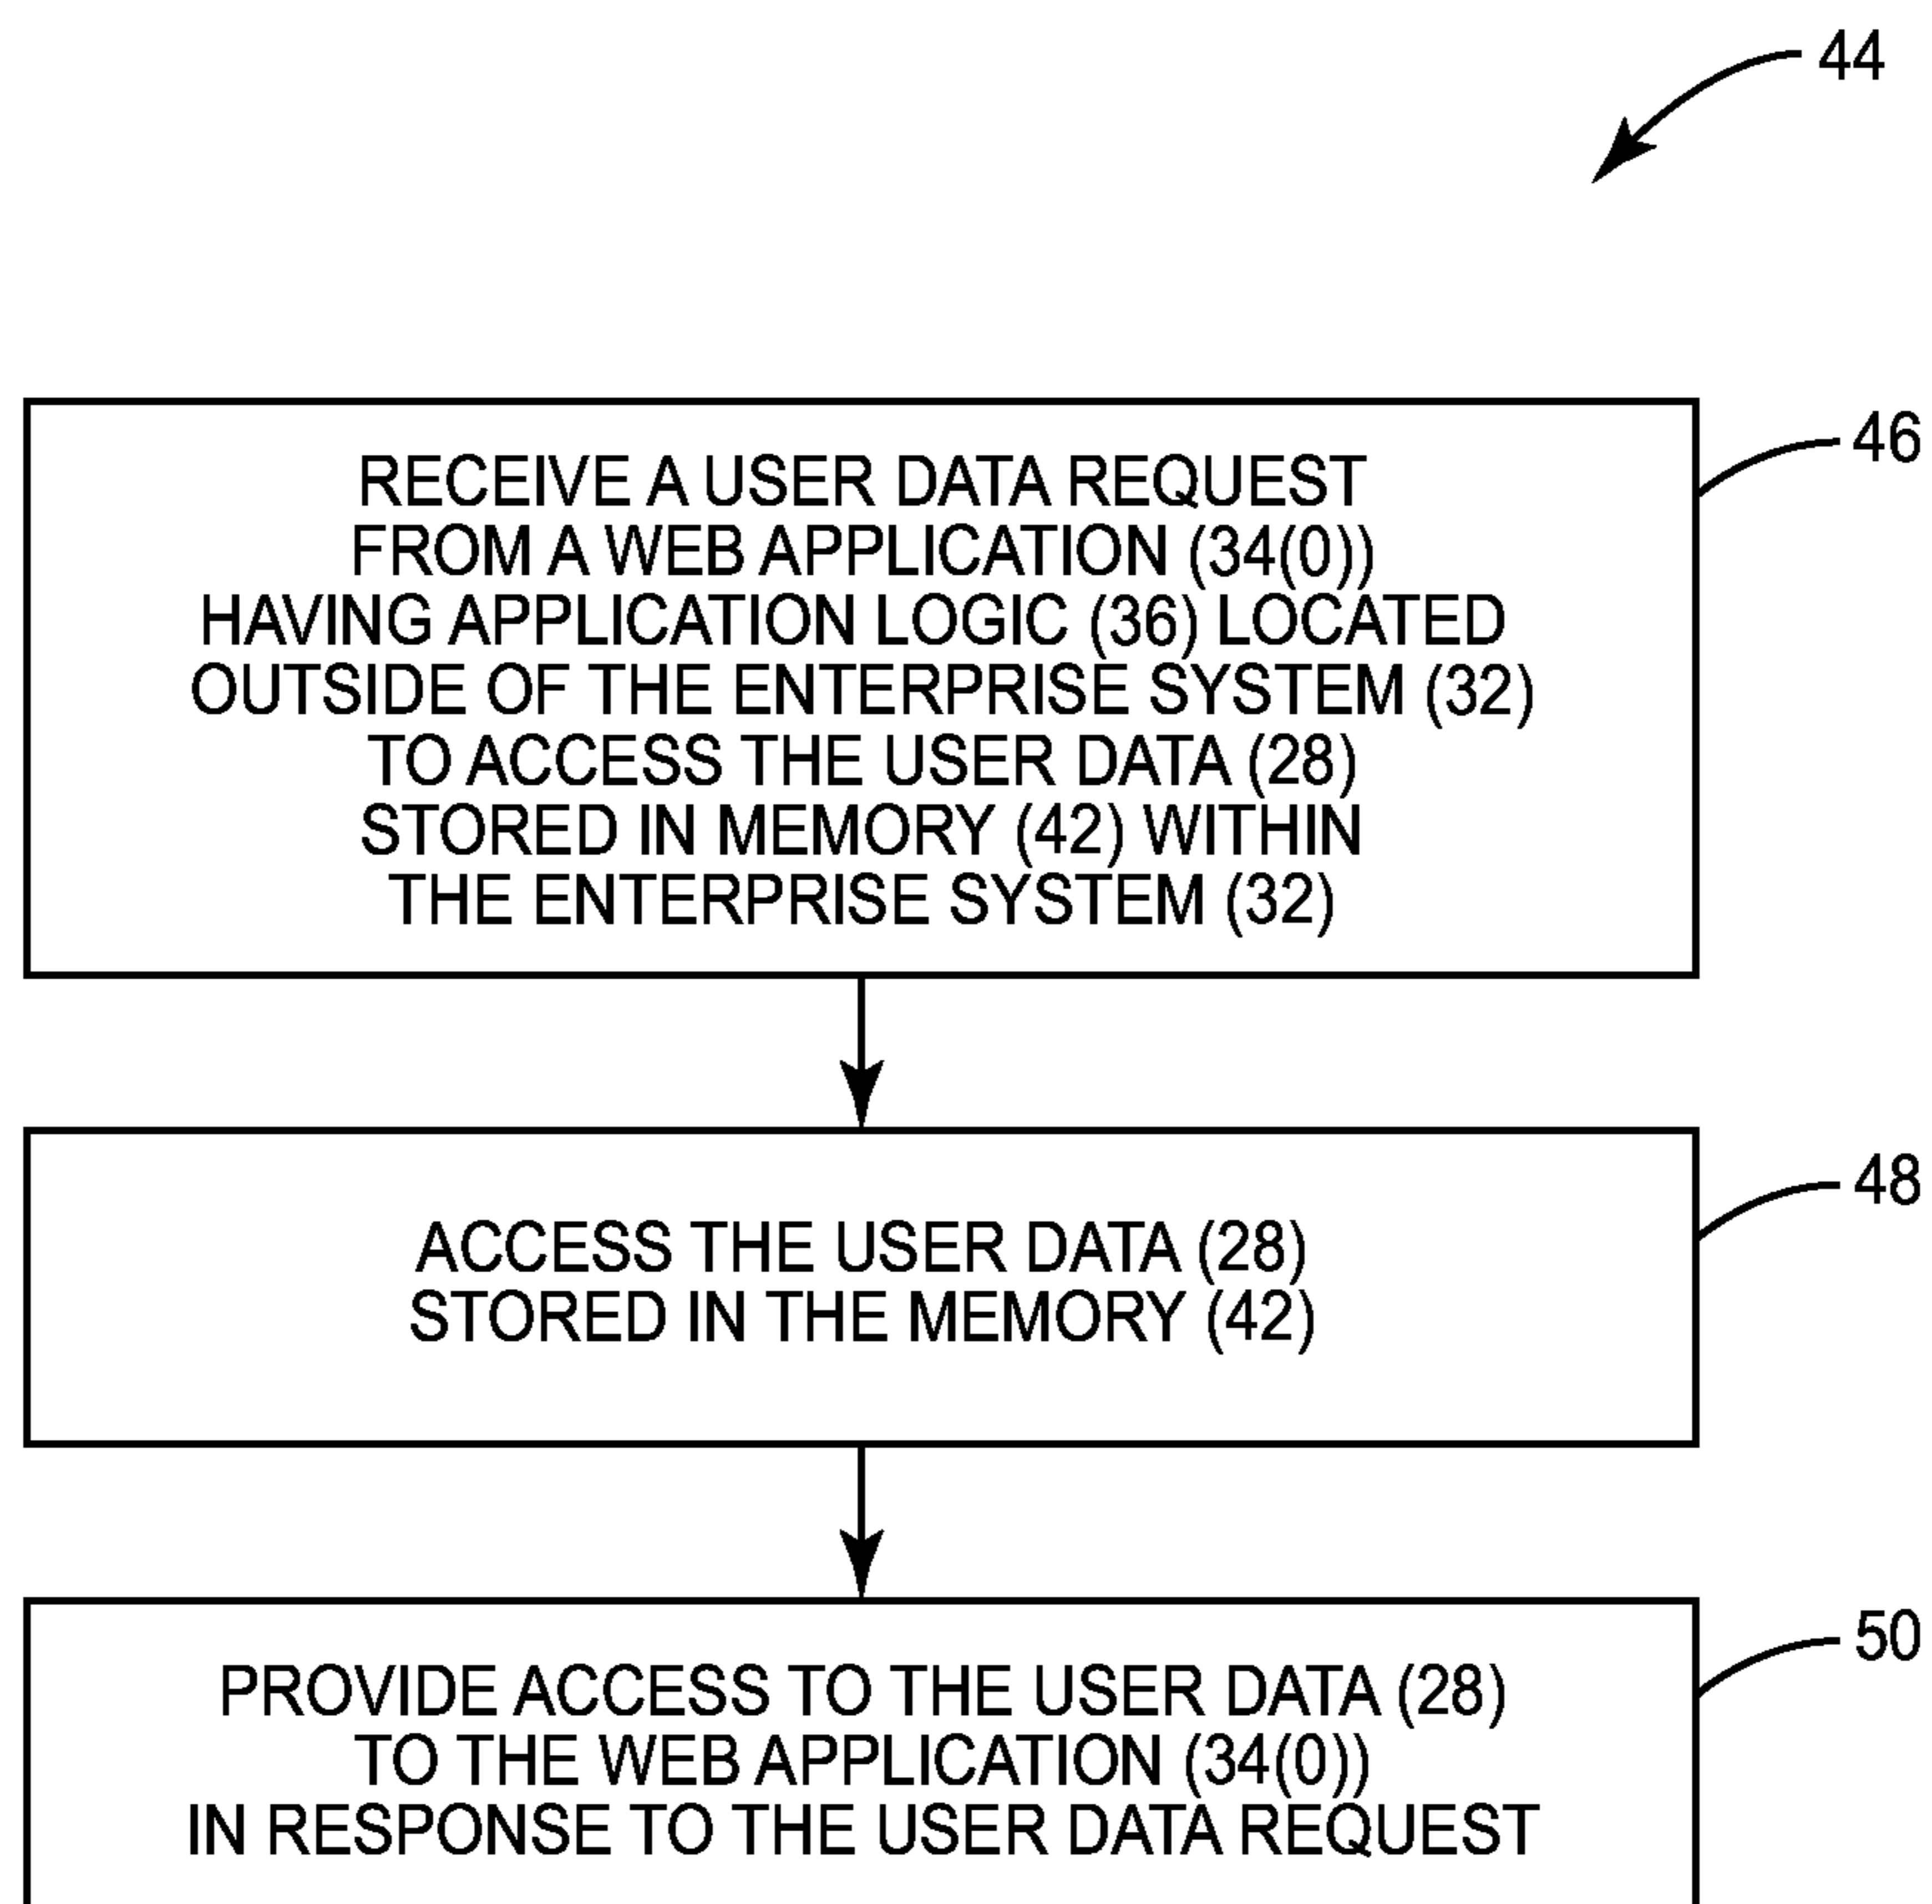 44
46
RECEIVE A USER DATA REQUEST
FROM A WEB APPLICATION (34(0))
HAVING APPLICATION LOGIC (36) LOCATED
OUTSIDE OF THE ENTERPRISE SYSTEM (32)
TO ACCESS THE USER DATA (28)
STORED IN MEMORY (42) WITHIN
THE ENTERPRISE SYSTEM (32)
48
ACCESS THE USER DATA (28)
STORED IN THE MEMORY (42)
50
PROVIDE ACCESS TO THE USER DATA (28)
TO THE WEB APPLICATION (34(0))
IN RESPONSE TO THE USER DATA REQUEST